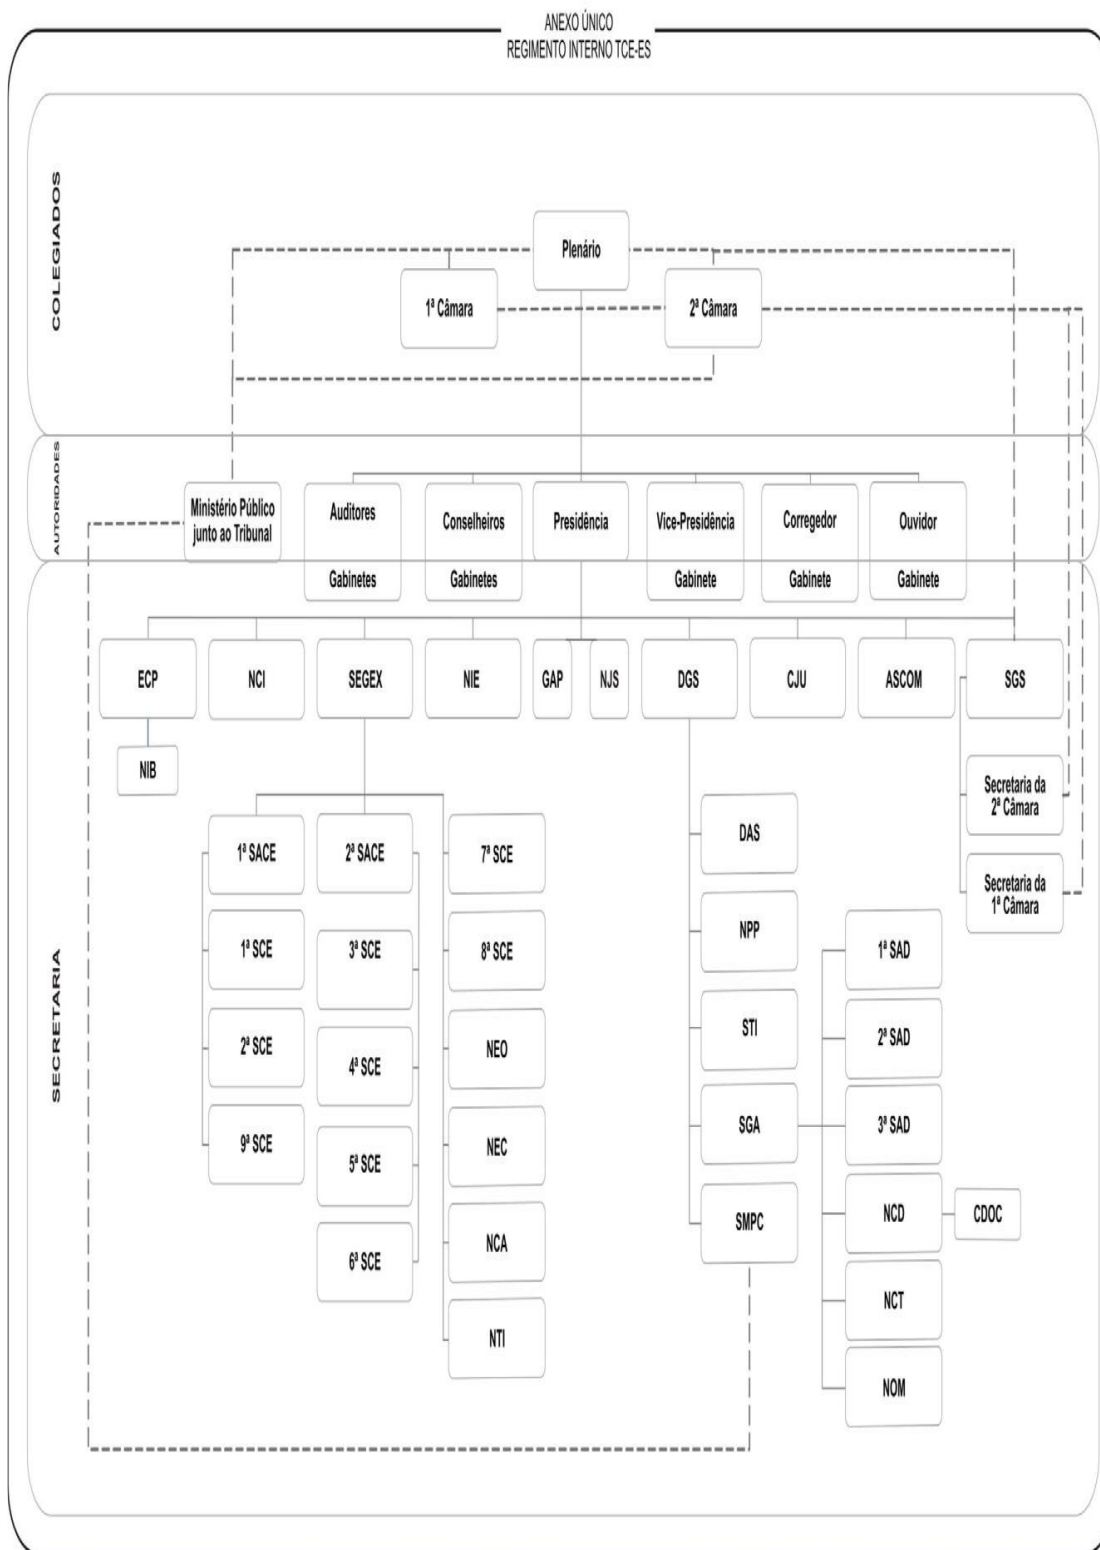 ANEXO ÚNICO
REGIMENTO INTERNO TCE-ES
COLEGIADOS
Plenário
1ª Câmara
2ª Câmara
AUTORIDADES
Ministério Público
junto ao Tribunal
Auditores
Gabinetes
Conselheiros
Gabinetes
Presidência
Vice-Presidência
Gabinete
Corregedor
Gabinete
Ouvidor
Gabinete
SECRETARIA
ECP
NCI
SEGEX
NIE
GAP
NJS
DGS
CJU
ASCOM
SGS
NIB
1ª SACE
1ª SCE
2ª SCE
9ª SCE
2ª SACE
3ª SCE
4ª SCE
5ª SCE
6ª SCE
7ª SCE
8ª SCE
NEO
NEC
NCA
NTI
DAS
NPP
STI
SGA
SMPC
1ª SAD
2ª SAD
3ª SAD
NCD
CDOC
NCT
NOM
Secretaria da
2ª Câmara
Secretaria da
1ª Câmara